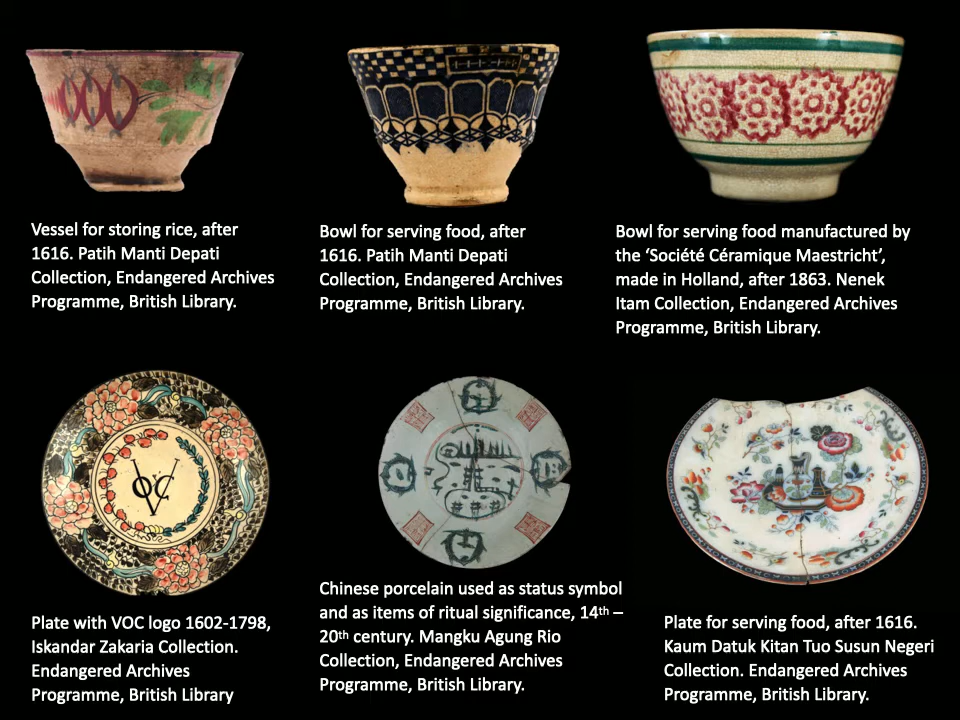 Vessel for storing rice, after
1616. Patih Manti Depati
Collection, Endangered Archives
Programme, British Library.
Bowl for serving food, after
1616. Patih Manti Depati
Collection, Endangered Archives
Programme, British Library.
Bowl for serving food manufactured by
the ‘Société Céramique Maestricht’,
made in Holland, after 1863. Nenek
Itam Collection, Endangered Archives
Programme, British Library.
VOC
Plate with VOC logo 1602-1798,
Iskandar Zakaria Collection.
Endangered Archives
Programme, British Library
Chinese porcelain used as status symbol
and as items of ritual significance, 14th –
20th century. Mangku Agung Rio
Collection, Endangered Archives
Programme, British Library.
Plate for serving food, after 1616.
Kaum Datuk Kitan Tuo Susun Negeri
Collection. Endangered Archives
Programme, British Library.